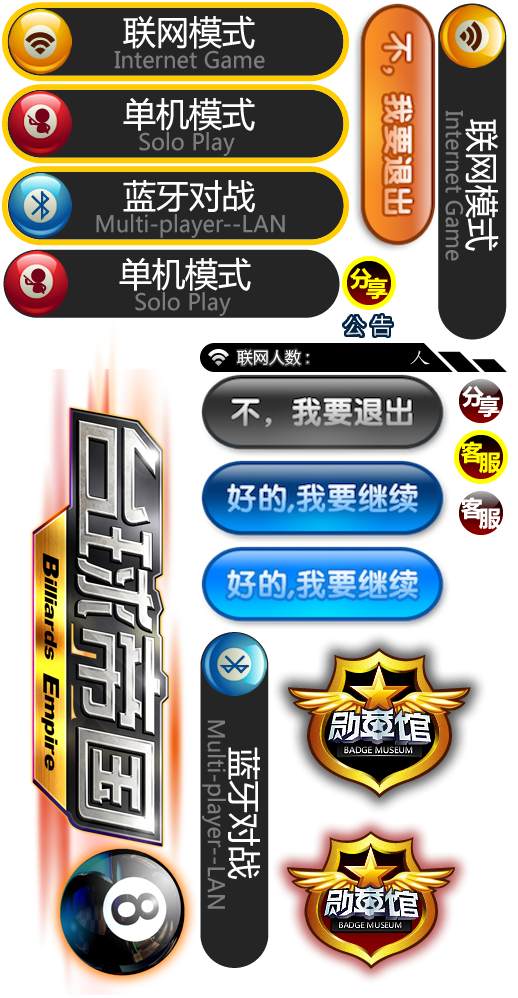 联网模式
Internet Game
单机模式
Solo Play
蓝牙对战
Multi-player--LAN
单机模式
Solo Play
不，我要退出
联网模式
Internet Game
分享
公告
联网人数：
人
不，我要退出
分享
好的,我要继续
客服
客服
好的,我要继续
台球帝国
Billiards Empire
8
蓝牙对战
Multi-player--LAN
勋章馆
BADGE MUSEUM
勋章馆
BADGE MUSEUM